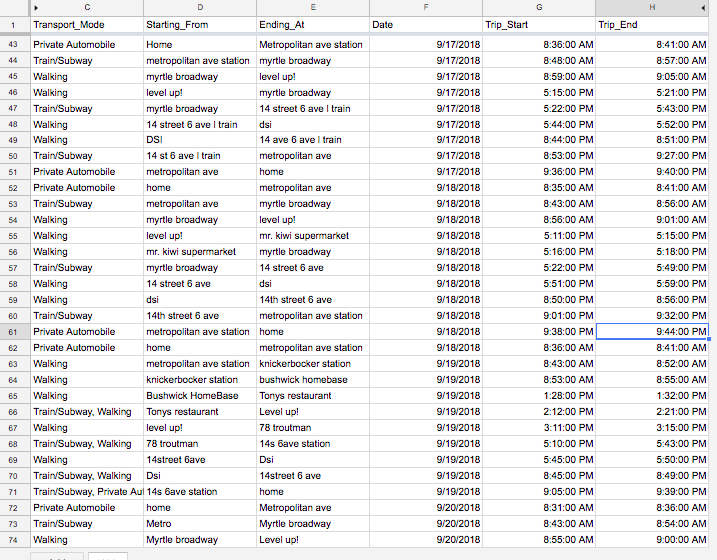 C D E F G H
1 Transport_Mode Starting_From Ending_At Date Trip_Start Trip_End
43 Private Automobile Home Metropolitan ave station 9/17/2018 8:36:00 AM 8:41:00 AM
44 Train/Subway metropolitan ave station myrtle broadway 9/17/2018 8:48:00 AM 8:57:00 AM
45 Walking myrtle broadway level up! 9/17/2018 8:59:00 AM 9:05:00 AM
46 Walking level up! myrtle broadway 9/17/2018 5:15:00 PM 5:21:00 PM
47 Train/Subway myrtle broadway 14 street 6 ave l train 9/17/2018 5:22:00 PM 5:43:00 PM
48 Walking 14 street 6 ave l train dsi 9/17/2018 5:44:00 PM 5:52:00 PM
49 Walking DSI 14 ave 6 ave l train 9/17/2018 8:44:00 PM 8:51:00 PM
50 Train/Subway 14 st 6 ave l train metropolitan ave 9/17/2018 8:53:00 PM 9:27:00 PM
51 Private Automobile metropolitan ave home 9/17/2018 9:36:00 PM 9:40:00 PM
52 Private Automobile home metropolitan ave 9/18/2018 8:35:00 AM 8:41:00 AM
53 Train/Subway metropolitan ave myrtle broadway 9/18/2018 8:43:00 AM 8:56:00 AM
54 Walking myrtle broadway level up! 9/18/2018 8:56:00 AM 9:01:00 AM
55 Walking level up! mr. kiwi supermarket 9/18/2018 5:11:00 PM 5:15:00 PM
56 Walking mr. kiwi supermarket myrtle broadway 9/18/2018 5:16:00 PM 5:18:00 PM
57 Train/Subway myrtle broadway 14 street 6 ave 9/18/2018 5:22:00 PM 5:49:00 PM
58 Walking 14 street 6 ave dsi 9/18/2018 5:51:00 PM 5:59:00 PM
59 Walking dsi 14th street 6 ave 9/18/2018 8:50:00 PM 8:56:00 PM
60 Train/Subway 14th street 6 ave metropolitan ave station 9/18/2018 9:01:00 PM 9:32:00 PM
61 Private Automobile metropolitan ave station home 9/18/2018 9:38:00 PM 9:44:00 PM
62 Private Automobile home metropolitan ave station 9/18/2018 8:36:00 AM 8:41:00 AM
63 Walking metropolitan ave station knickerbocker station 9/19/2018 8:43:00 AM 8:52:00 AM
64 Walking knickerbocker station bushwick homebase 9/19/2018 8:53:00 AM 8:55:00 AM
65 Walking Bushwick HomeBase Tonys restaurant 9/19/2018 1:28:00 PM 1:32:00 PM
66 Train/Subway, Walking Tonys restaurant Level up! 9/19/2018 2:12:00 PM 2:21:00 PM
67 Walking level up! 78 troutman 9/19/2018 3:11:00 PM 3:15:00 PM
68 Train/Subway, Walking 78 troutman 14s 6ave station 9/19/2018 5:10:00 PM 5:43:00 PM
69 Walking 14street 6ave Dsi 9/19/2018 5:45:00 PM 5:50:00 PM
70 Train/Subway, Walking Dsi 14street 6 ave 9/19/2018 8:45:00 PM 8:49:00 PM
71 Train/Subway, Private Aut 14s 6ave station home 9/19/2018 9:05:00 PM 9:39:00 PM
72 Private Automobile home Metropolitan ave 9/20/2018 8:31:00 AM 8:36:00 AM
73 Train/Subway Metro Myrtle broadway 9/20/2018 8:43:00 AM 8:54:00 AM
74 Walking Myrtle broadway Level up! 9/20/2018 8:55:00 AM 9:00:00 AM